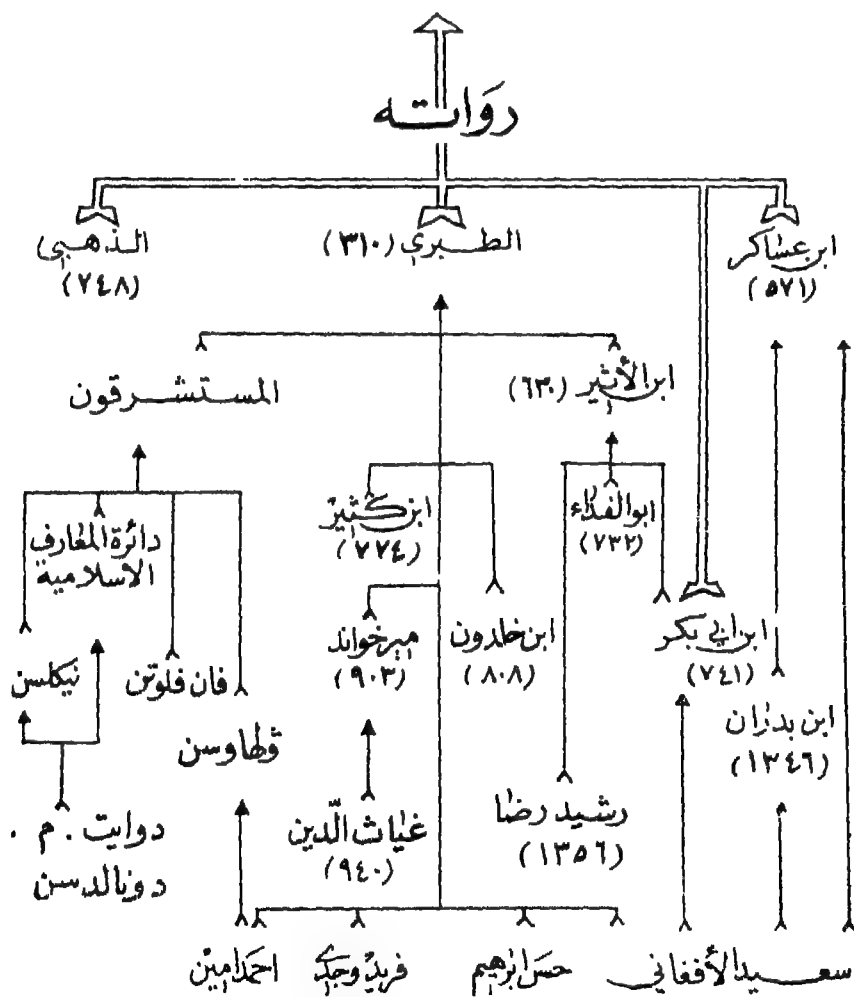 رواته
ابن عساكر
(٥٧١)
الطبري (٣١٠)
الذهبي
(٧٤٨)
ابن الأثير (٦٣٠)
المستشرقون
ابو الفداء
(٧٣٢)
ابن كثير
(٧٧٤)
دائرة المعارف
الاسلامية
ابن ابي بكر
(٧٤١)
ابن خلدون
(٨٠٨)
ميرخواند
(٩٠٣)
فان فلوتن
نيكلسن
ابن بدران
(١٣٤٦)
ڤلهاوسن
رشيد رضا
(١٣٥٦)
غياث الدّين
(٩٤٠)
دوايت . م .
دونالدسن
سعيد الأفغاني
حسن ابراهيم
فريد وجدي
احمد امين